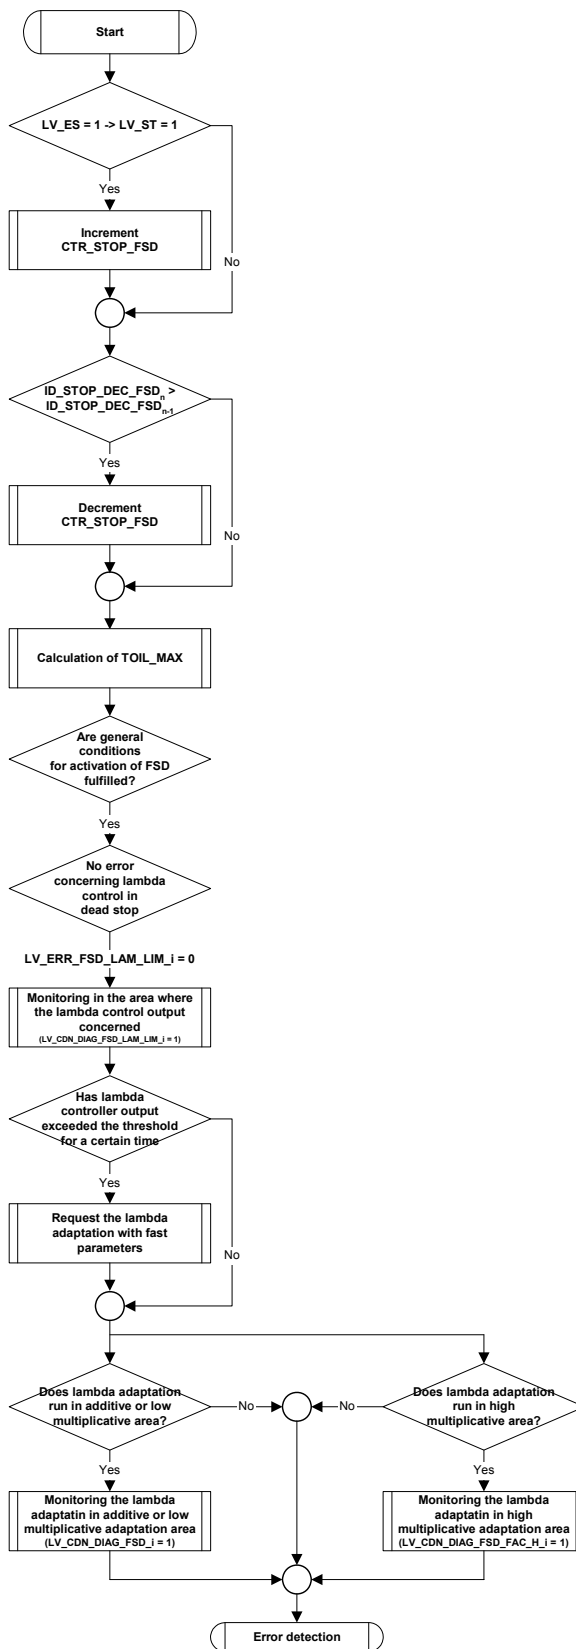 Start
LV_ES = 1 -> LV_ST = 1
Yes
Increment
CTR_STOP_FSD
No
ID_STOP_DEC_FSDn >
ID_STOP_DEC_FSDn-1
Yes
Decrement
CTR_STOP_FSD
No
Calculation of TOIL_MAX
Are general
conditions
for activation of FSD
fulfilled?
Yes
No error
concerning lambda
control in
dead stop
LV_ERR_FSD_LAM_LIM_i = 0
Monitoring in the area where
the lambda control output
concerned
(LV_CDN_DIAG_FSD_LAM_LIM_i = 1)
Has lambda
controller output
exceeded the threshold
for a certain time
Yes
Request the lambda
adaptation with fast
parameters
No
Does lambda adaptation
run in additive or low
multiplicative area?
No
No
Does lambda adaptation
run in high
multiplicative area?
Yes
Yes
Monitoring the lambda
adaptatin in additive or low
multiplicative adaptation area
(LV_CDN_DIAG_FSD_i = 1)
Monitoring the lambda
adaptatin in high
multiplicative adaptation area
(LV_CDN_DIAG_FSD_FAC_H_i = 1)
Error detection